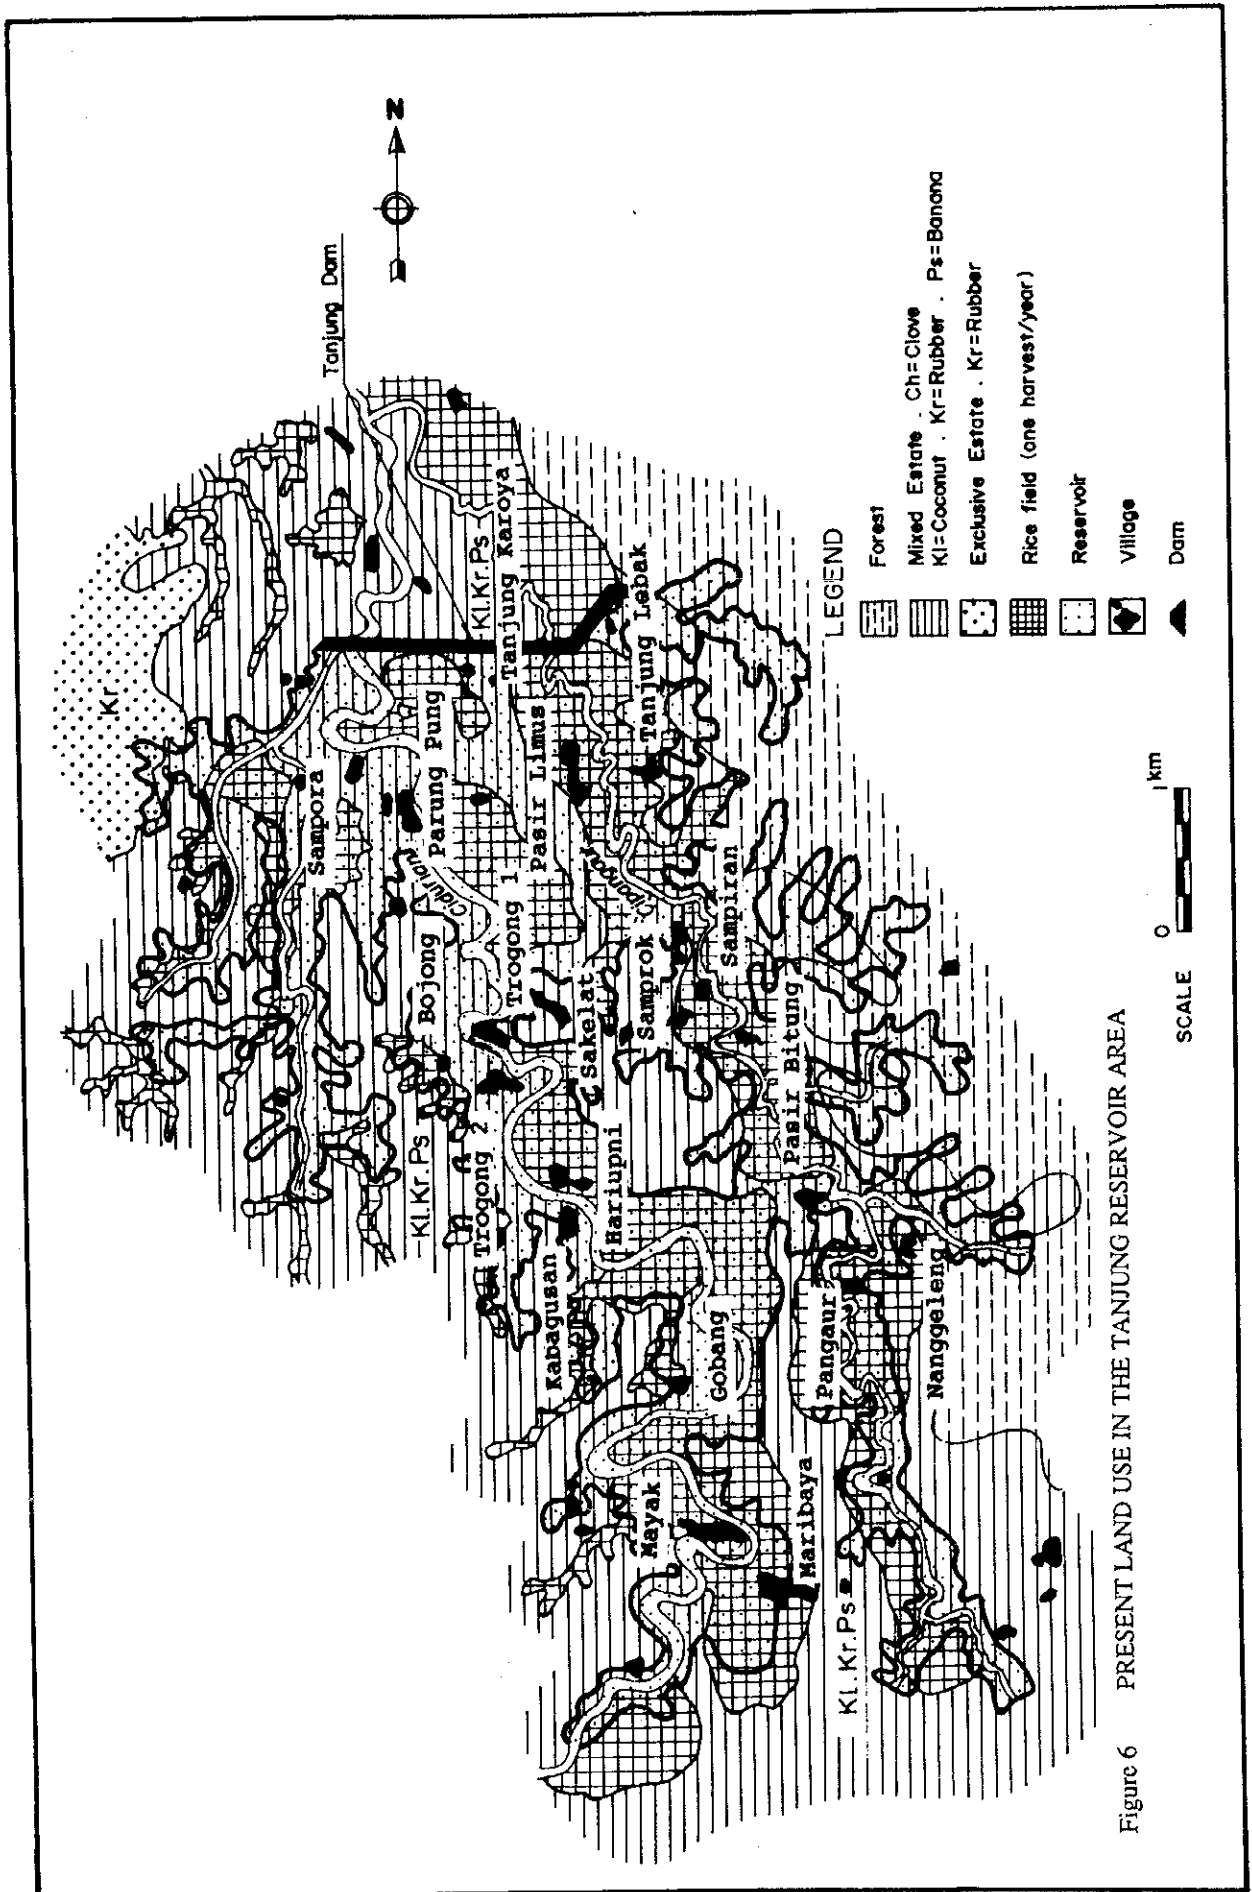 N
Tanjung Dam
Kr
Kl.Kr.Ps
Tanjung Karoya
Tanjung Lebak
Parung Pung
Pasir Limus
Sampora
Cidurian
Sampiran
Trogong 1
Bojong
Samprok
Sakelat
Pasir Bitung
Kl.Kr.Ps
Trogong 2
Hariupni
Kabagusan
Gobang
Pangaur
Nanggeleng
Mayak
Maribaya
Kl.Kr.Ps
LEGEND
Forest
Mixed Estate . Ch=Clove
Kl=Coconut . Kr=Rubber . Ps=Banana
Exclusive Estate . Kr=Rubber
Rice field (one harvest/year)
Reservoir
Village
Dam
SCALE
0
1 km
Figure 6 PRESENT LAND USE IN THE TANJUNG RESERVOIR AREA